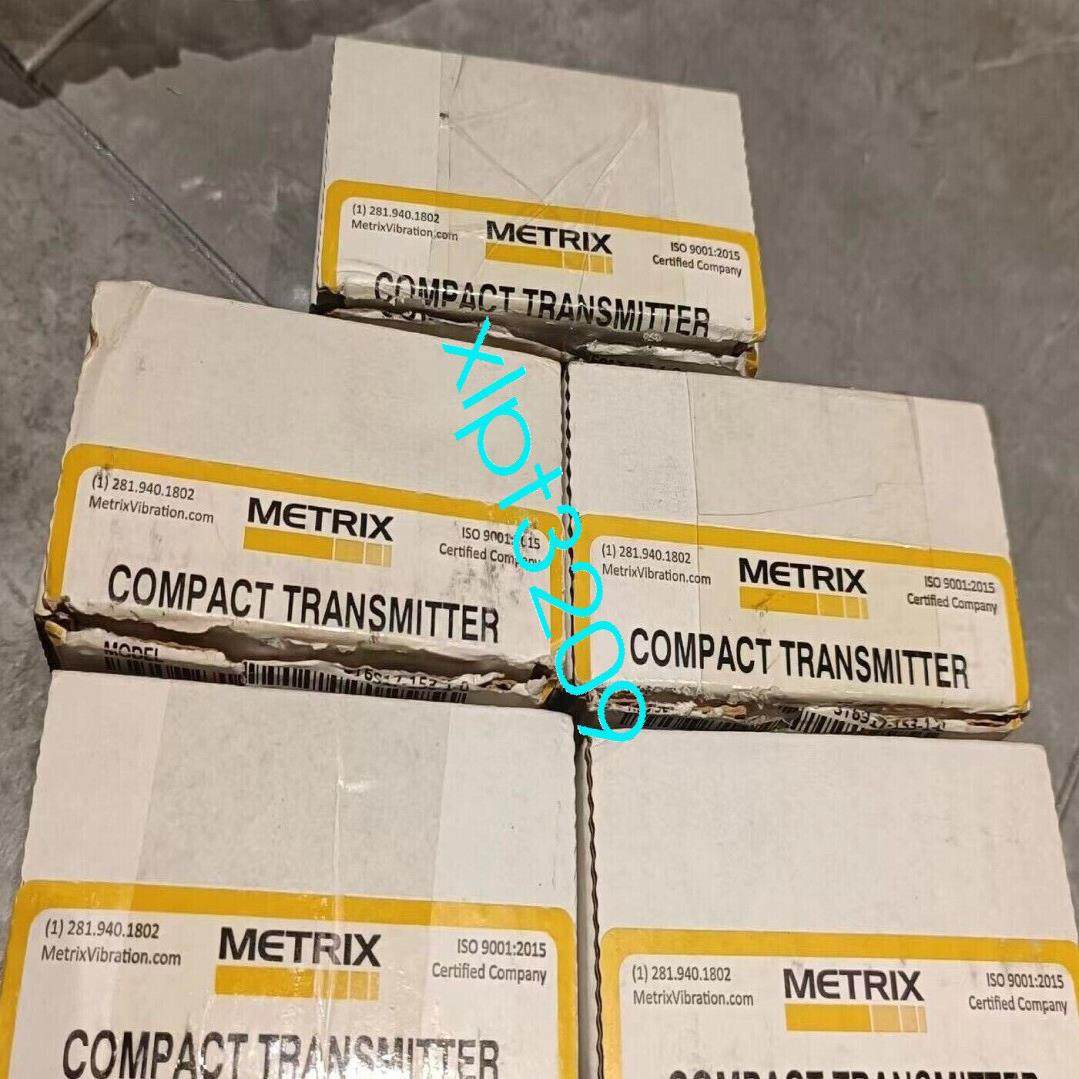 (1) 281.940.1802
MetrixVibration.com
METRIX
ISO 9001:2015
Certified Company
COMPACT TRANSMITTER
(1) 281.940.1802
MetrixVibration.com
METRIX
ISO 9001:2015
Certified Company
COMPACT TRANSMITTER
MODEL
(1) 281.940.1802
MetrixVibration.com
METRIX
ISO 9001:2015
Certified Company
COMPACT TRANSMITTER
xlpt3209
(1) 281.940.1802
MetrixVibration.com
METRIX
ISO 9001:2015
Certified Company
COMPACT TRANSMITTER
(1) 281.940.1802
MetrixVibration.com
METRIX
ISO 9001:2015
Certified Company
COMPACT TRANSMITTER